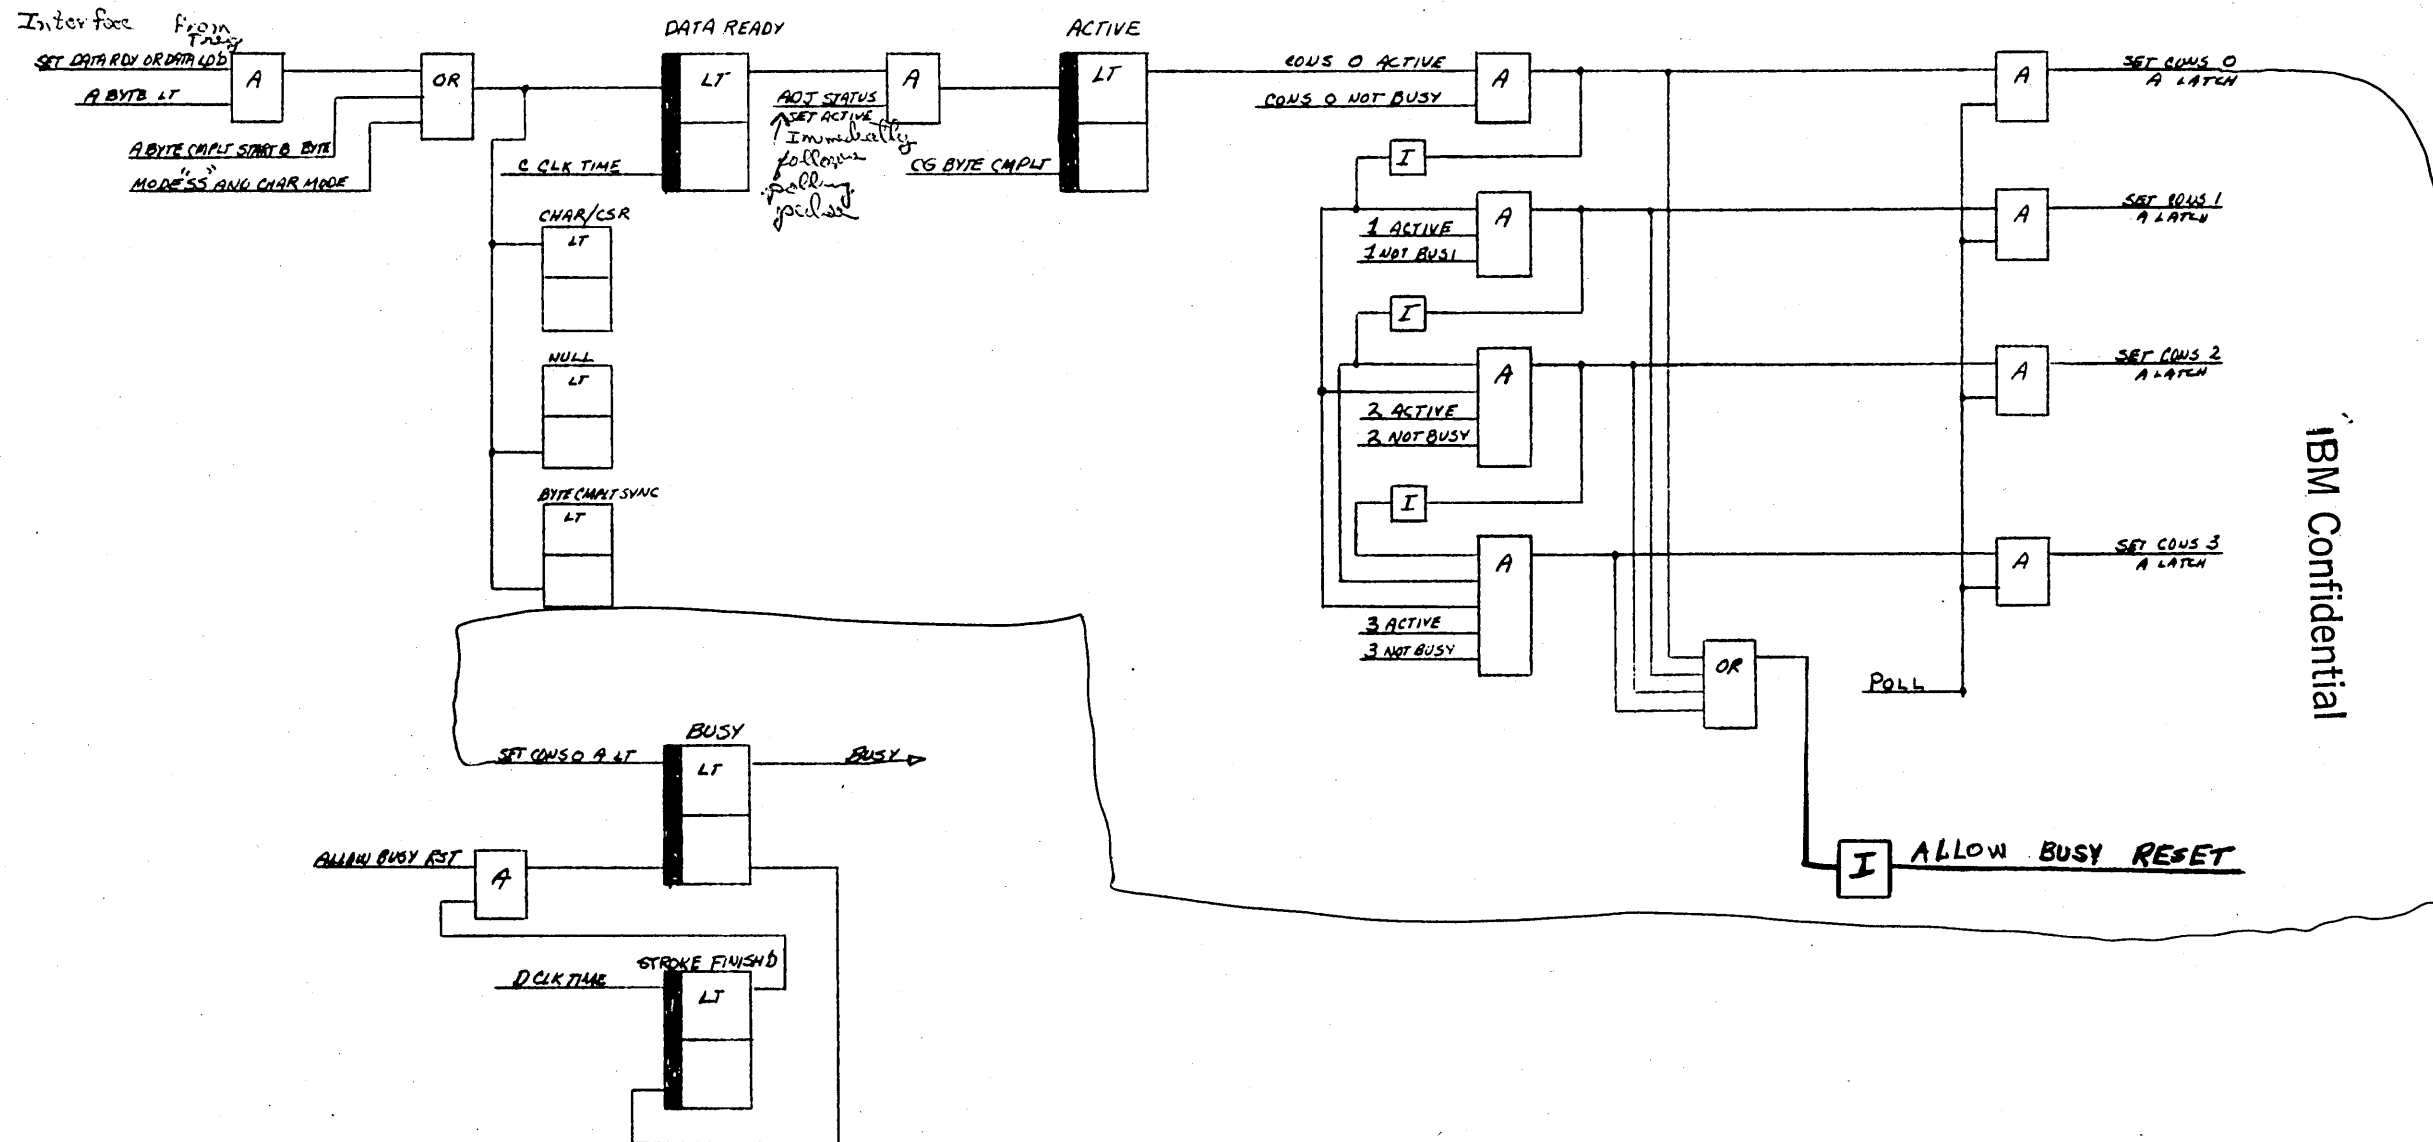 Interface from
SET DATA RDY OR DATA LD'D
A
A BYTE LT
OR
A BYTE CMPLT START B BYTE
MODE "SS" AND CHAR MODE
DATA READY
LT
C CLK TIME
A
ADJ STATUS
SET ACTIVE
Immediately
following
polling
pulse
ACTIVE
LT
CG BYTE CMPLT
CHAR/CSR
LT
NULL
LT
BYTE CMPLT SYNC
LT
CONS 0 ACTIVE
A
CONS 0 NOT BUSY
I
A
1 ACTIVE
1 NOT BUSY
I
A
2 ACTIVE
2 NOT BUSY
I
A
3 ACTIVE
3 NOT BUSY
OR
A
SET CONS 0
A LATCH
A
SET CONS 1
A LATCH
A
SET CONS 2
A LATCH
A
SET CONS 3
A LATCH
POLL
I
ALLOW BUSY RESET
IBM Confidential
BUSY
SET CONS 0 A LT
LT
BUSY
ALLOW BUSY RST
A
STROKE FINISH'D
D CLK TIME
LT